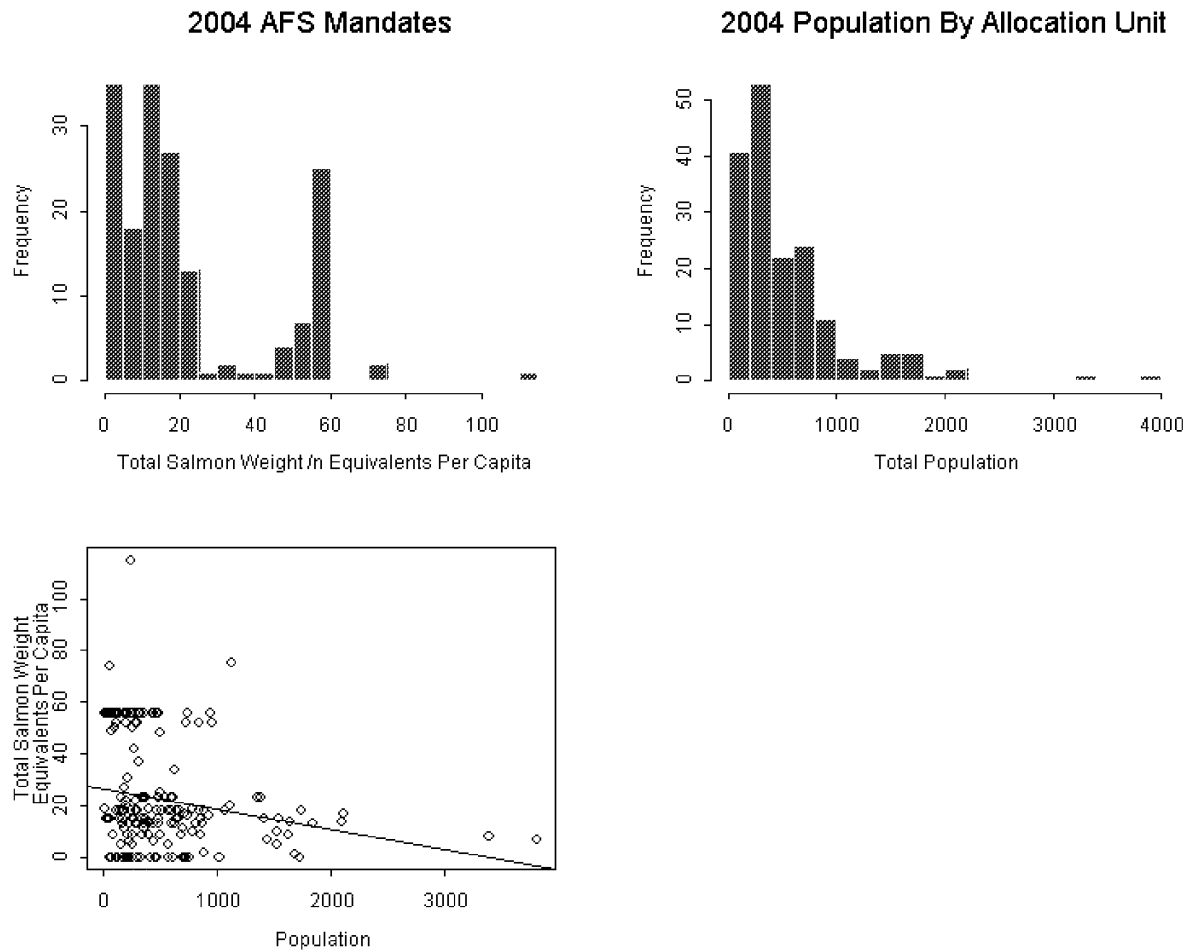 2004 AFS Mandates
Frequency
0
10
20
30
0 20 40 60 80 100
Total Salmon Weight /n Equivalents Per Capita
2004 Population By Allocation Unit
Frequency
0
10
20
30
40
50
0 1000 2000 3000 4000
Total Population
Total Salmon Weight
Equivalents Per Capita
0
20
40
60
80
100
0 1000 2000 3000
Population